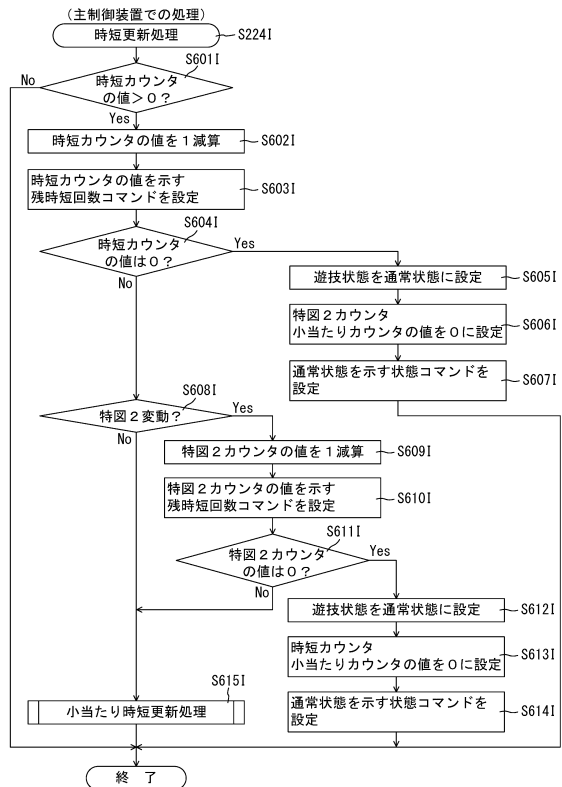 (主制御装置での処理)
時短更新処理
S224I
S601I
No
時短カウンタ
の値>0?
Yes
時短カウンタの値を1減算
S602I
時短カウンタの値を示す
残時短回数コマンドを設定
S603I
S604I
時短カウンタ
の値は0?
Yes
No
遊技状態を通常状態に設定
S605I
特図2カウンタ
小当たりカウンタの値を0に設定
S606I
通常状態を示す状態コマンドを
設定
S607I
S608I
特図2変動?
Yes
No
特図2カウンタの値を1減算
S609I
特図2カウンタの値を示す
残時短回数コマンドを設定
S610I
S611I
特図2カウンタ
の値は0?
Yes
No
遊技状態を通常状態に設定
S612I
時短カウンタ
小当たりカウンタの値を0に設定
S613I
通常状態を示す状態コマンドを
設定
S614I
S615I
小当たり時短更新処理
終 了